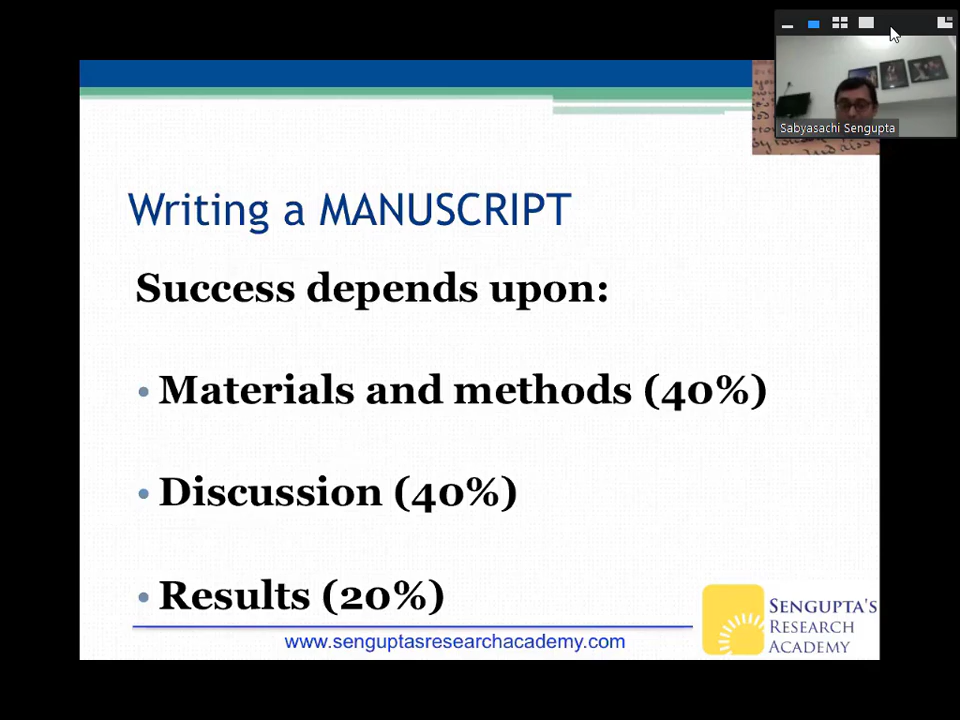 Sabyasachi Sengupta
Writing a MANUSCRIPT
Success depends upon:
• Materials and methods (40%)
• Discussion (40%)
• Results (20%)
www.senguptasresearchacademy.com
SENGUPTA'S
RESEARCH
ACADEMY